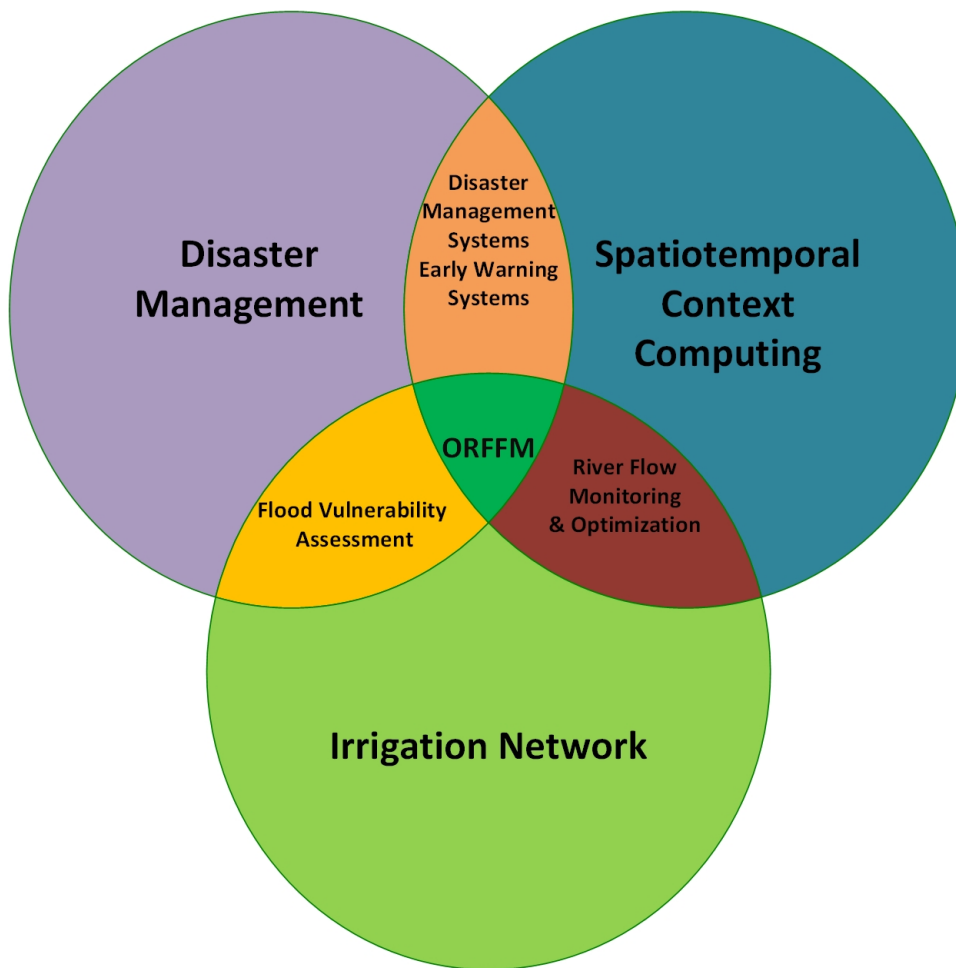 Disaster
Management
Systems
Early Warning
Systems
Disaster
Management
Spatiotemporal
Context
Computing
ORFFM
Flood Vulnerability
Assessment
River Flow
Monitoring
& Optimization
Irrigation Network